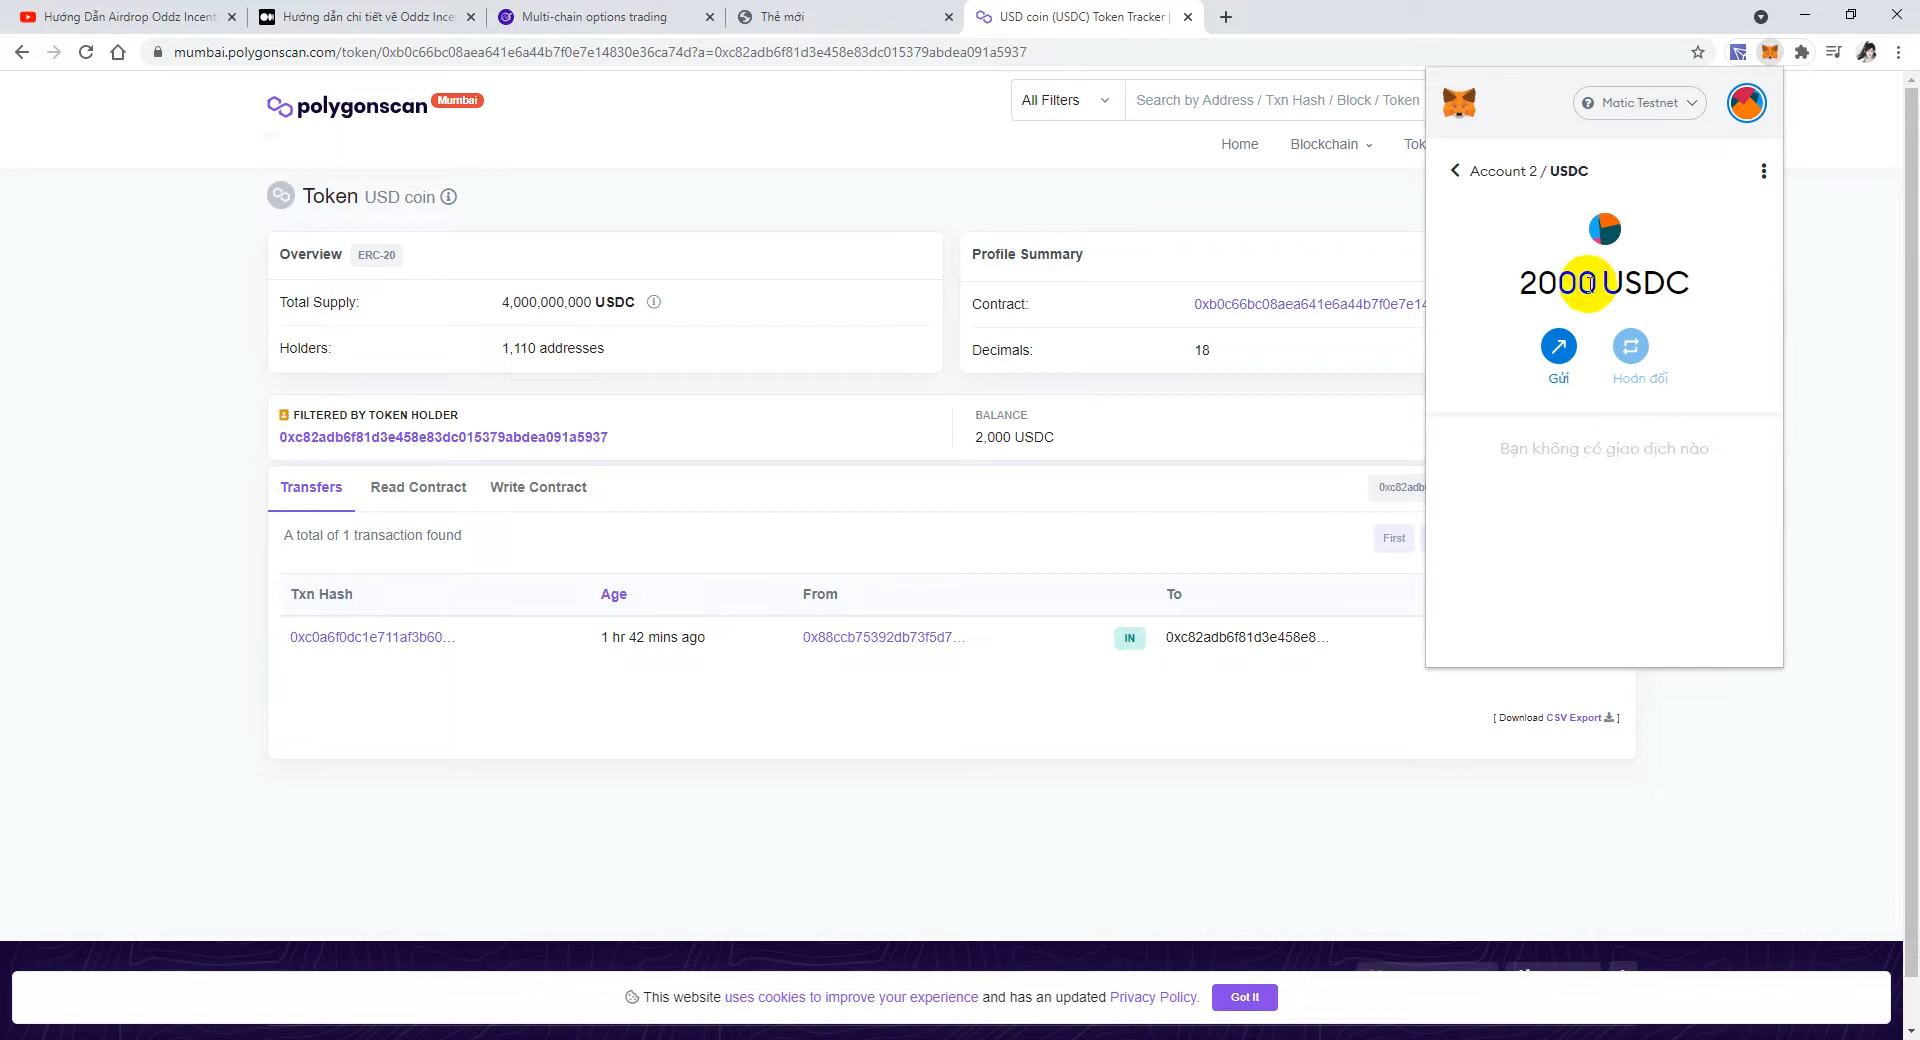 Hướng Dẫn Airdrop Oddz Incent
Hướng dẫn chi tiết về Oddz Ince
Multi-chain options trading
Thẻ mới
USD coin (USDC) Token Tracker |
mumbai.polygonscan.com/token/0xb0c66bc08aea641e6a44b7f0e7e14830e36ca74d?a=0xc82adb6f81d3e458e83dc015379abdea091a5937
polygonscan Mumbai
All Filters
Search by Address / Txn Hash / Block / Token
Home
Blockchain
Tok
Token USD coin
Overview ERC-20
Total Supply: 4,000,000,000 USDC
Holders: 1,110 addresses
Profile Summary
Contract: 0xb0c66bc08aea641e6a44b7f0e7e14
Decimals: 18
FILTERED BY TOKEN HOLDER
0xc82adb6f81d3e458e83dc015379abdea091a5937
BALANCE
2,000 USDC
Transfers Read Contract Write Contract
0xc82adb
A total of 1 transaction found
First
Txn Hash Age From To
0xc0a6f0dc1e711af3b60... 1 hr 42 mins ago 0x88ccb75392db73f5d7... IN 0xc82adb6f81d3e458e8...
[ Download CSV Export ]
Matic Testnet
Account 2 / USDC
2000 USDC
Gửi
Hoán đổi
Bạn không có giao dịch nào
This website uses cookies to improve your experience and has an updated Privacy Policy.
Got It